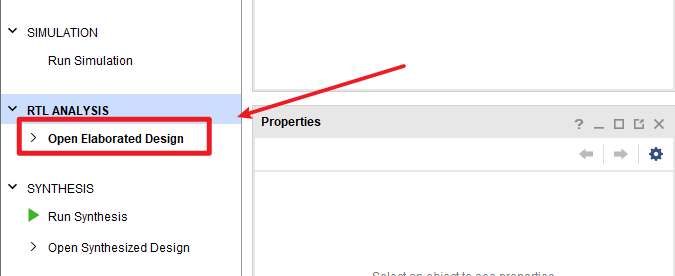 SIMULATION
Run Simulation
RTL ANALYSIS
Open Elaborated Design
SYNTHESIS
Run Synthesis
Open Synthesized Design
Properties
Select an object to see properties